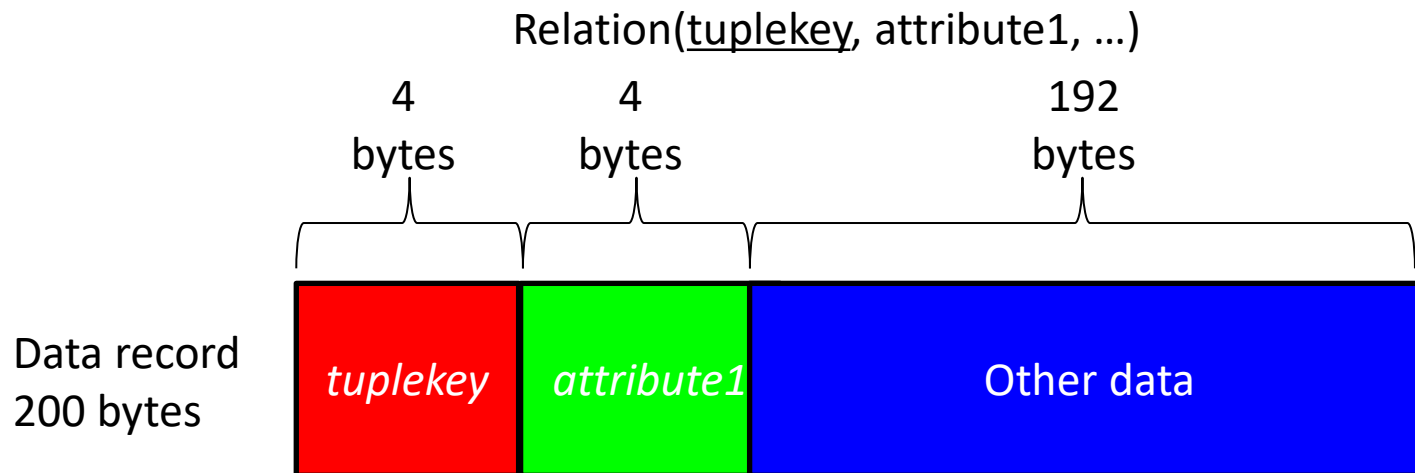 Relation(tuplekey, attribute1, …)
4
bytes
4
bytes
192
bytes
Data record
200 bytes
tuplekey
attribute1
Other data